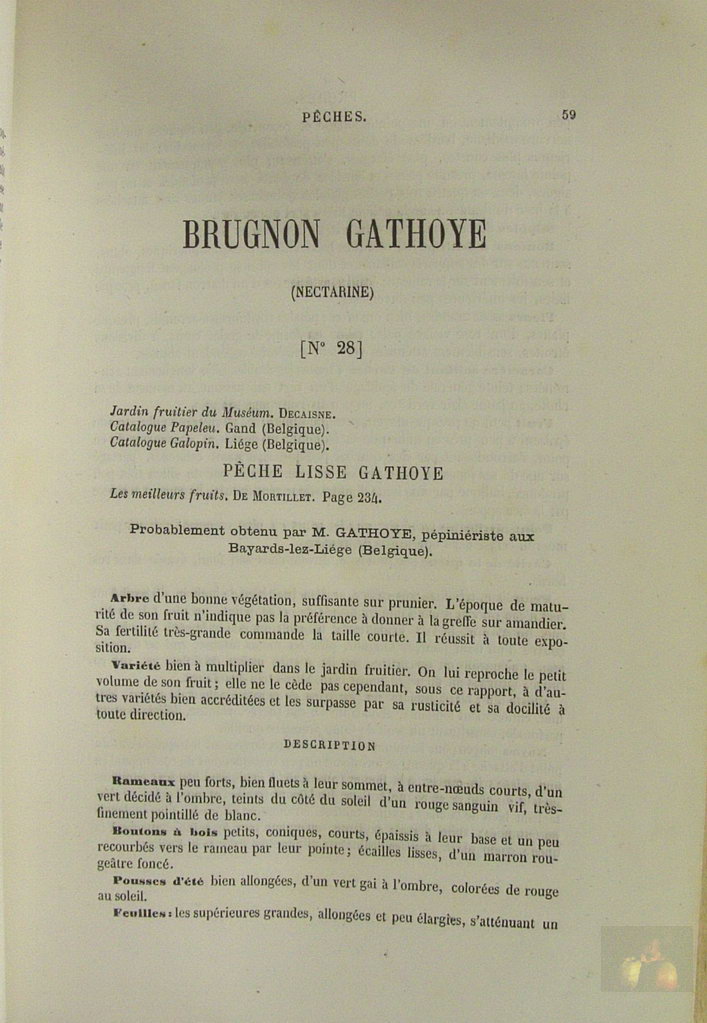 PÊCHES. 59
BRUGNON GATHOYE
(NECTARINE)
[N° 28]
Jardin fruitier du Muséum. DECAISNE.
Catalogue Papeleu. Gand (Belgique).
Catalogue Galopin. Liége (Belgique).
PÊCHE LISSE GATHOYE
Les meilleurs fruits. DE MORTILLET. Page 234.
Probablement obtenu par M. GATHOYE, pépiniériste aux
Bayards-lez-Liége (Belgique).
Arbre d'une bonne végétation, suffisante sur prunier. L'époque de matu-
rité de son fruit n'indique pas la préférence à donner à la greffe sur amandier.
Sa fertilité très-grande commande la taille courte. Il réussit à toute expo-
sition.
Variété bien à multiplier dans le jardin fruitier. On lui reproche le petit
volume de son fruit; elle ne le cède pas cependant, sous ce rapport, à d'au-
tres variétés bien accréditées et les surpasse par sa rusticité et sa docilité à
toute direction.
DESCRIPTION
Rameaux peu forts, bien fluets à leur sommet, à entre-nœuds courts, d'un
vert décidé à l'ombre, teints du côté du soleil d'un rouge sanguin vif, très-
finement pointillé de blanc.
Boutons à bois petits, coniques, courts, épaissis à leur base et un peu
recourbés vers le rameau par leur pointe; écailles lisses, d'un marron rou-
geâtre foncé.
Pousses d'été bien allongées, d'un vert gai à l'ombre, colorées de rouge
au soleil.
Feuilles: les supérieures grandes, allongées et peu élargies, s'atténuant un